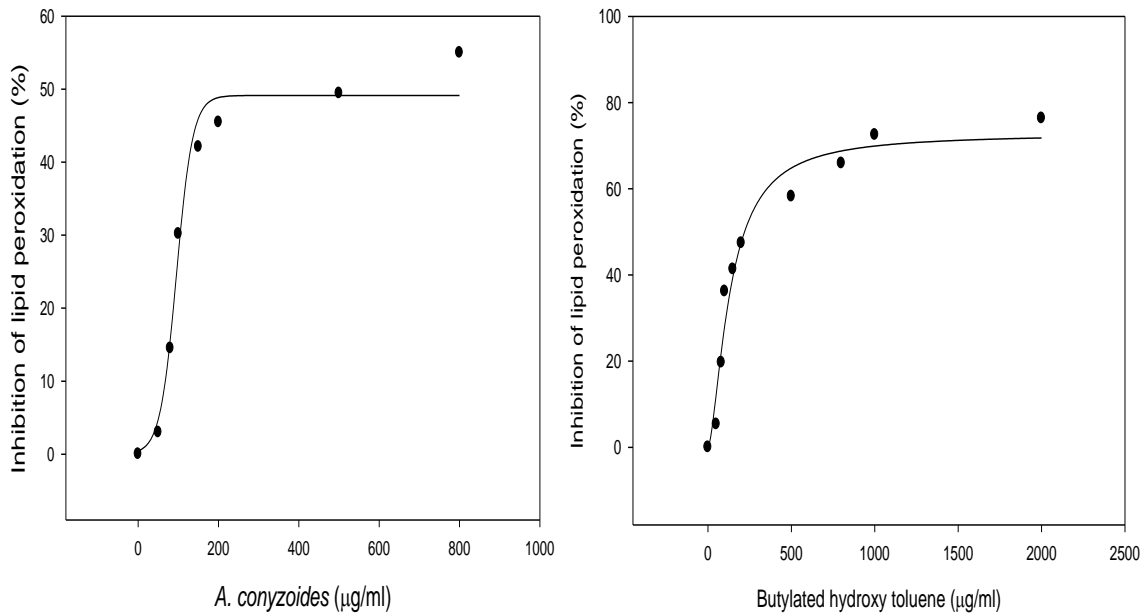 Inhibition of lipid peroxidation (%)
60
50
40
30
20
10
0
0 200 400 600 800 1000
A. conyzoides (μg/ml)
Inhibition of lipid peroxidation (%)
100
80
60
40
20
0
0 500 1000 1500 2000 2500
Butylated hydroxy toluene (μg/ml)